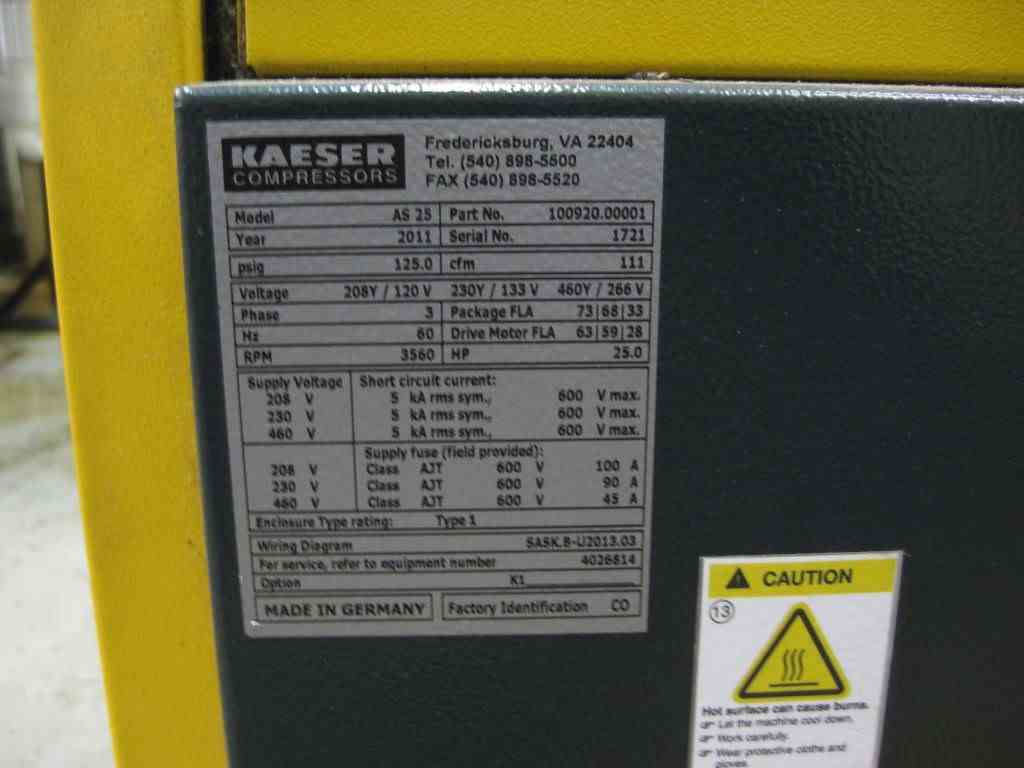 KAESER
COMPRESSORS
Fredericksburg, VA 22404
Tel. (540) 898-5500
FAX (540) 898-5520
Model AS 25 Part No. 100920.00001
Year 2011 Serial No. 1721
psig 125.0 cfm 111
Voltage 208Y / 120 V 230Y / 133 V 460Y / 266 V
Phase 3 Package FLA 73|68|33
Hz 60 Drive Motor FLA 63|59|28
RPM 3560 HP 25.0
Supply Voltage Short circuit current:
208 V 5 kA rms sym., 600 V max.
230 V 5 kA rms sym., 600 V max.
460 V 5 kA rms sym., 600 V max.
Supply fuse (field provided):
208 V Class AJT 600 V 100 A
230 V Class AJT 600 V 90 A
460 V Class AJT 600 V 45 A
Enclosure Type rating: Type 1
Wiring Diagram SASK.8-U2013.03
For service, refer to equipment number 4026814
Option K1
MADE IN GERMANY Factory Identification CO
CAUTION
13
Hot surface can cause burns.
Let the machine cool down.
Work carefully.
Wear protective clothe and
gloves.